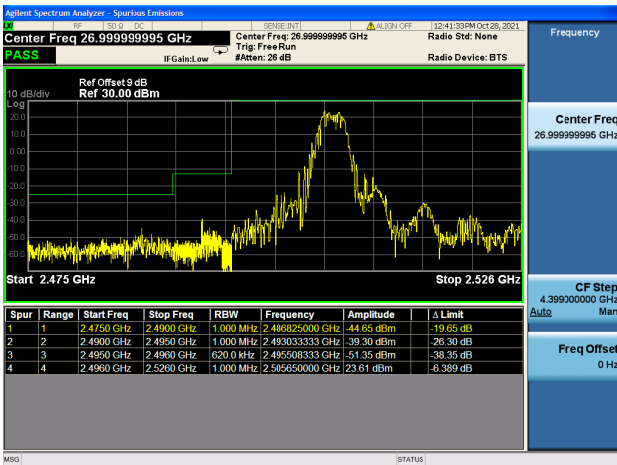 Agilent Spectrum Analyzer - Spurious Emissions
RF 50 Ω DC SENSE:INT ALIGN OFF 12:41:33 PM Oct 28, 2021
Center Freq 26.999999995 GHz Center Freq: 26.999999995 GHz Radio Std: None Frequency
Trig: Free Run
PASS IFGain:Low #Atten: 26 dB Radio Device: BTS
Ref Offset 9 dB
10 dB/div Ref 30.00 dBm
Log
20.0
10.0
0.00
-10.0
-20.0
-30.0
-40.0
-50.0
-60.0
Start 2.475 GHz Stop 2.526 GHz
Center Freq
26.999999995 GHz
CF Step
4.399000000 GHz
Auto Man
Freq Offset
0 Hz
Spur Range Start Freq Stop Freq RBW Frequency Amplitude Δ Limit
1 1 2.4750 GHz 2.4900 GHz 1.000 MHz 2.486825000 GHz -44.65 dBm -19.65 dB
2 2 2.4900 GHz 2.4950 GHz 1.000 MHz 2.493033333 GHz -39.30 dBm -26.30 dB
3 3 2.4950 GHz 2.4960 GHz 620.0 kHz 2.495508333 GHz -51.35 dBm -38.35 dB
4 4 2.4960 GHz 2.5260 GHz 1.000 MHz 2.505650000 GHz 23.61 dBm -6.389 dB
MSG STATUS